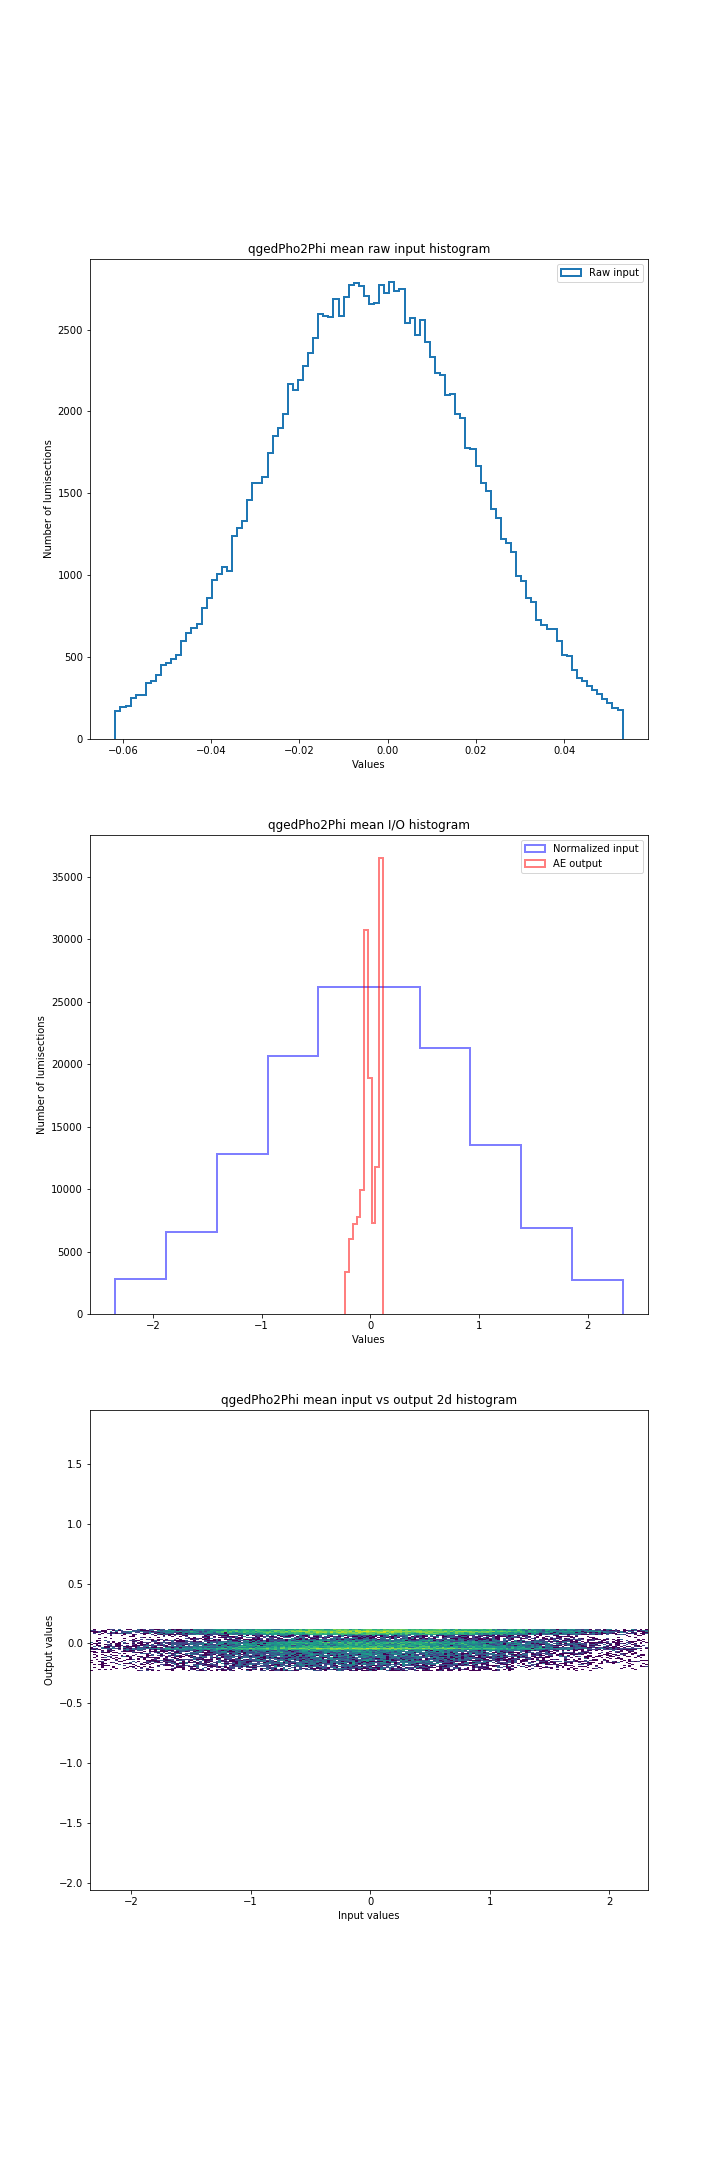 qgedPho2Phi mean raw input histogram
Raw input
2500
2000
1500
1000
500
0
Number of lumisections
−0.06 −0.04 −0.02 0.00 0.02 0.04
Values
qgedPho2Phi mean I/O histogram
Normalized input
AE output
35000
30000
25000
20000
15000
10000
5000
0
Number of lumisections
−2 −1 0 1 2
Values
qgedPho2Phi mean input vs output 2d histogram
1.5
1.0
0.5
0.0
−0.5
−1.0
−1.5
−2.0
Output values
−2 −1 0 1 2
Input values